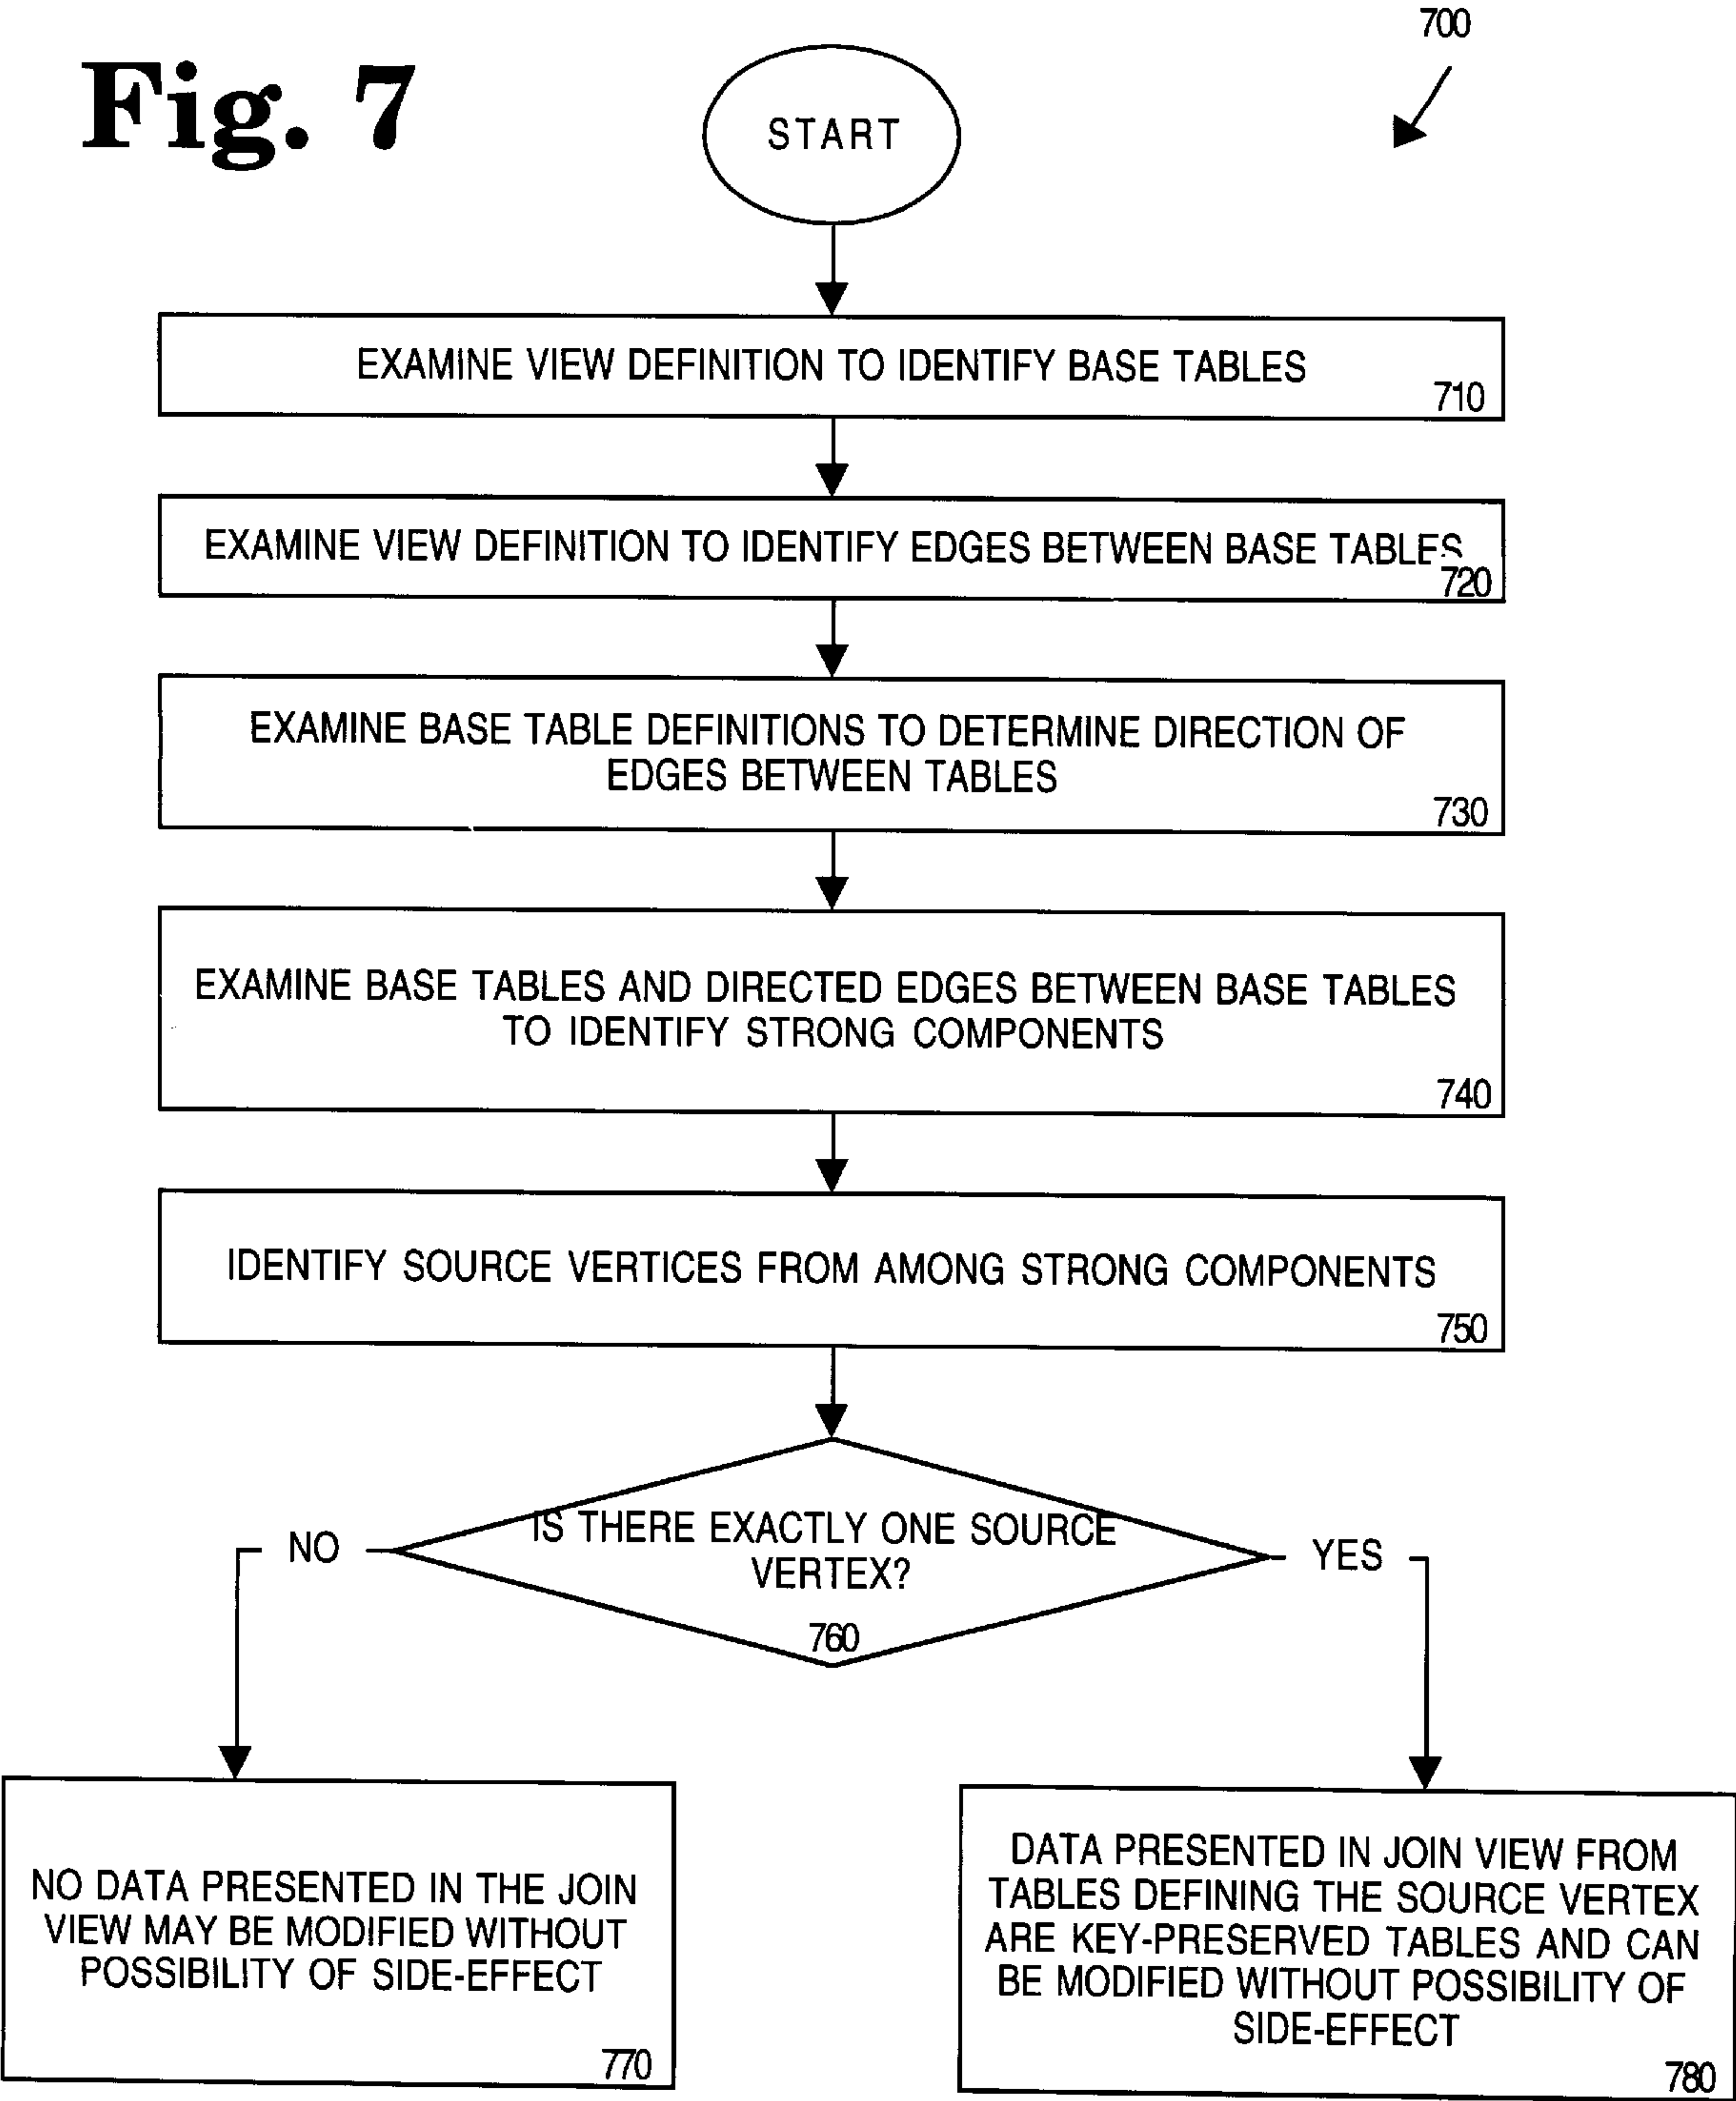 Fig. 7
700
START
EXAMINE VIEW DEFINITION TO IDENTIFY BASE TABLES
710
EXAMINE VIEW DEFINITION TO IDENTIFY EDGES BETWEEN BASE TABLES
720
EXAMINE BASE TABLE DEFINITIONS TO DETERMINE DIRECTION OF
EDGES BETWEEN TABLES
730
EXAMINE BASE TABLES AND DIRECTED EDGES BETWEEN BASE TABLES
TO IDENTIFY STRONG COMPONENTS
740
IDENTIFY SOURCE VERTICES FROM AMONG STRONG COMPONENTS
750
IS THERE EXACTLY ONE SOURCE
VERTEX?
760
NO
YES
NO DATA PRESENTED IN THE JOIN
VIEW MAY BE MODIFIED WITHOUT
POSSIBILITY OF SIDE-EFFECT
770
DATA PRESENTED IN JOIN VIEW FROM
TABLES DEFINING THE SOURCE VERTEX
ARE KEY-PRESERVED TABLES AND CAN
BE MODIFIED WITHOUT POSSIBILITY OF
SIDE-EFFECT
780